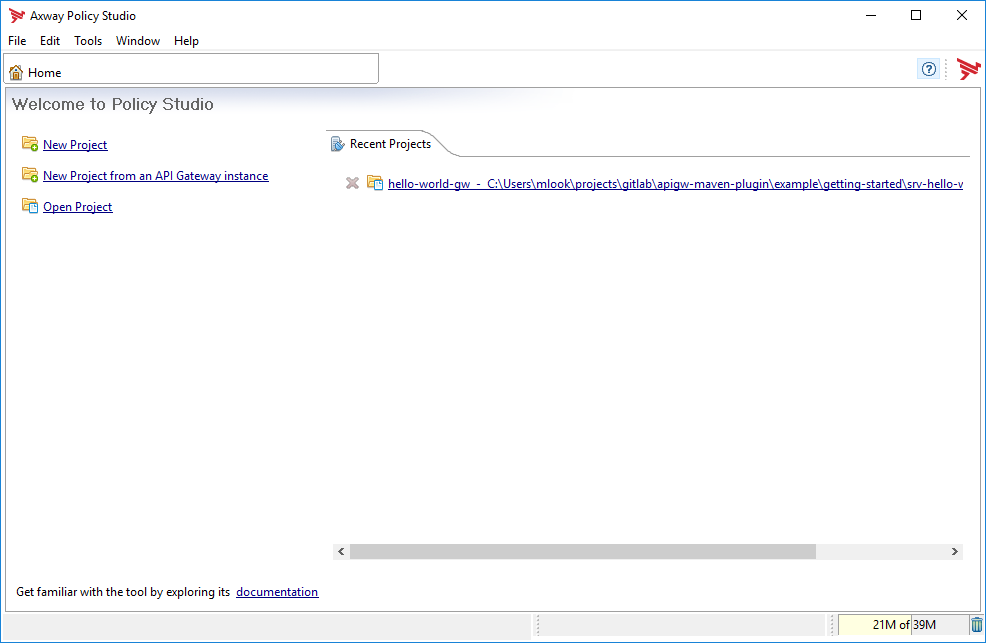 Axway Policy Studio
File Edit Tools Window Help
Home
Welcome to Policy Studio
New Project
New Project from an API Gateway instance
Open Project
Recent Projects
hello-world-gw - C:\Users\mlook\projects\gitlab\apigw-maven-plugin\example\getting-started\srv-hello-w
Get familiar with the tool by exploring its documentation
21M of 39M